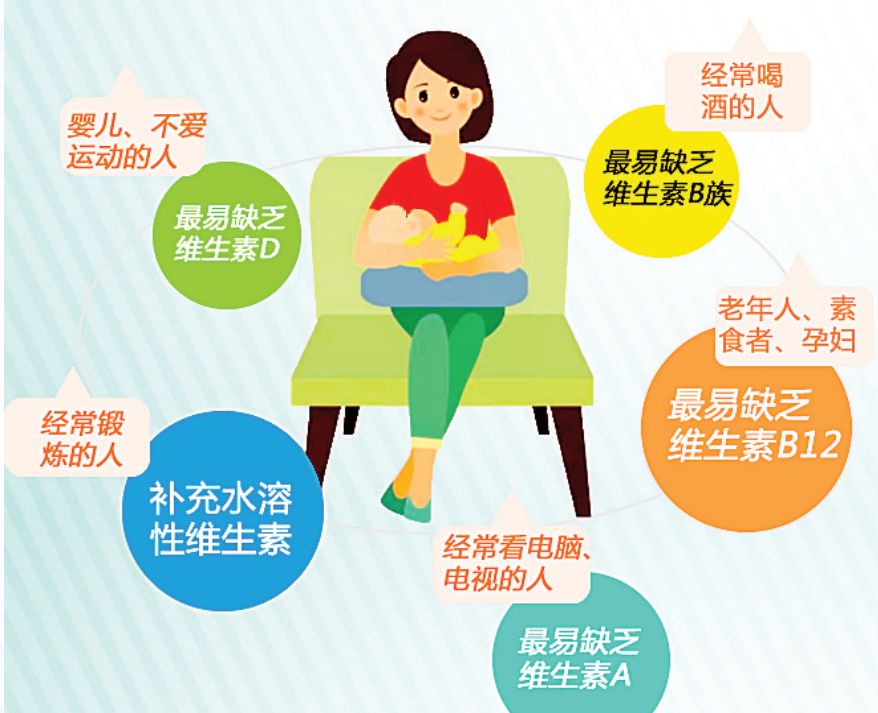 经常喝
酒的人
最易缺乏
维生素B族
婴儿、不爱
运动的人
最易缺乏
维生素D
老年人、素
食者、孕妇
最易缺乏
维生素B12
经常锻
炼的人
补充水溶
性维生素
经常看电脑、
电视的人
最易缺乏
维生素A